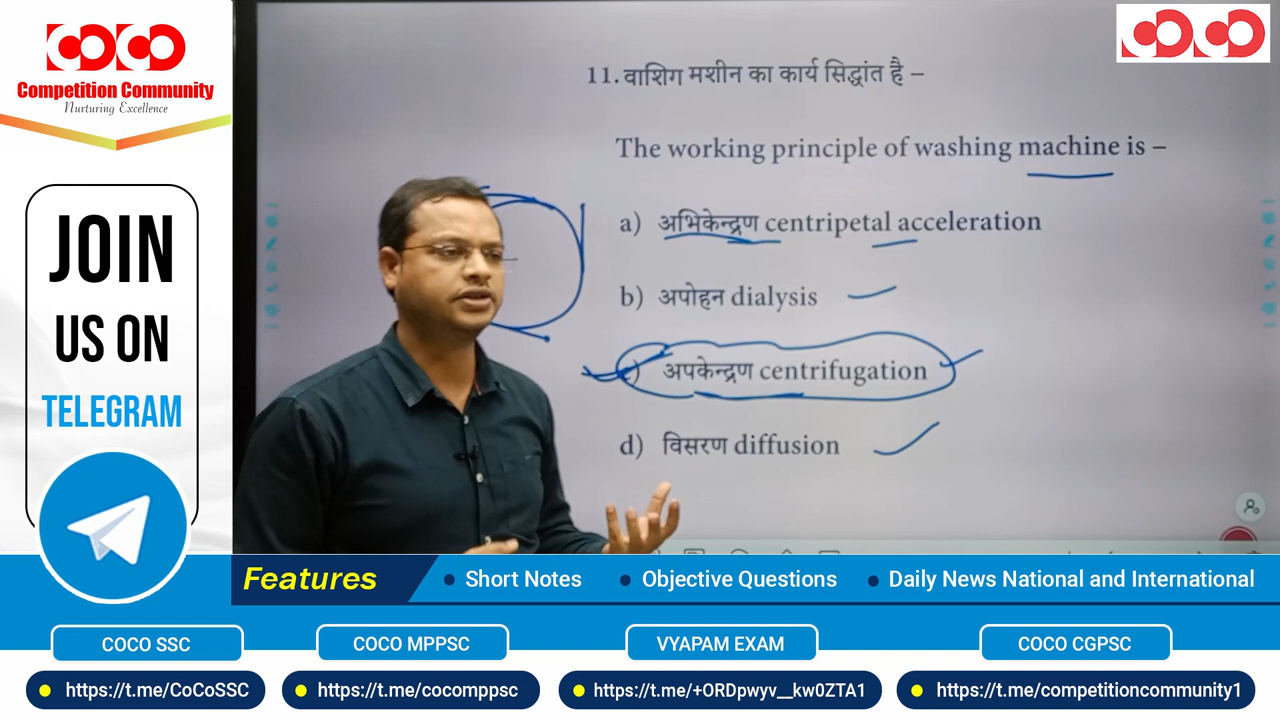 COCO
Competition Community
Nurturing Excellence
JOIN
US ON
TELEGRAM
COCO
11. वाशिग मशीन का कार्य सिद्धांत है –
The working principle of washing machine is –
a) अभिकेन्द्रण centripetal acceleration
b) अपोहन dialysis
c) अपकेन्द्रण centrifugation
d) विसरण diffusion
Features • Short Notes • Objective Questions • Daily News National and International
COCO SSC COCO MPPSC VYAPAM EXAM COCO CGPSC
https://t.me/CoCoSSC https://t.me/cocomppsc https://t.me/+ORDpwyv__kw0ZTA1 https://t.me/competitioncommunity1